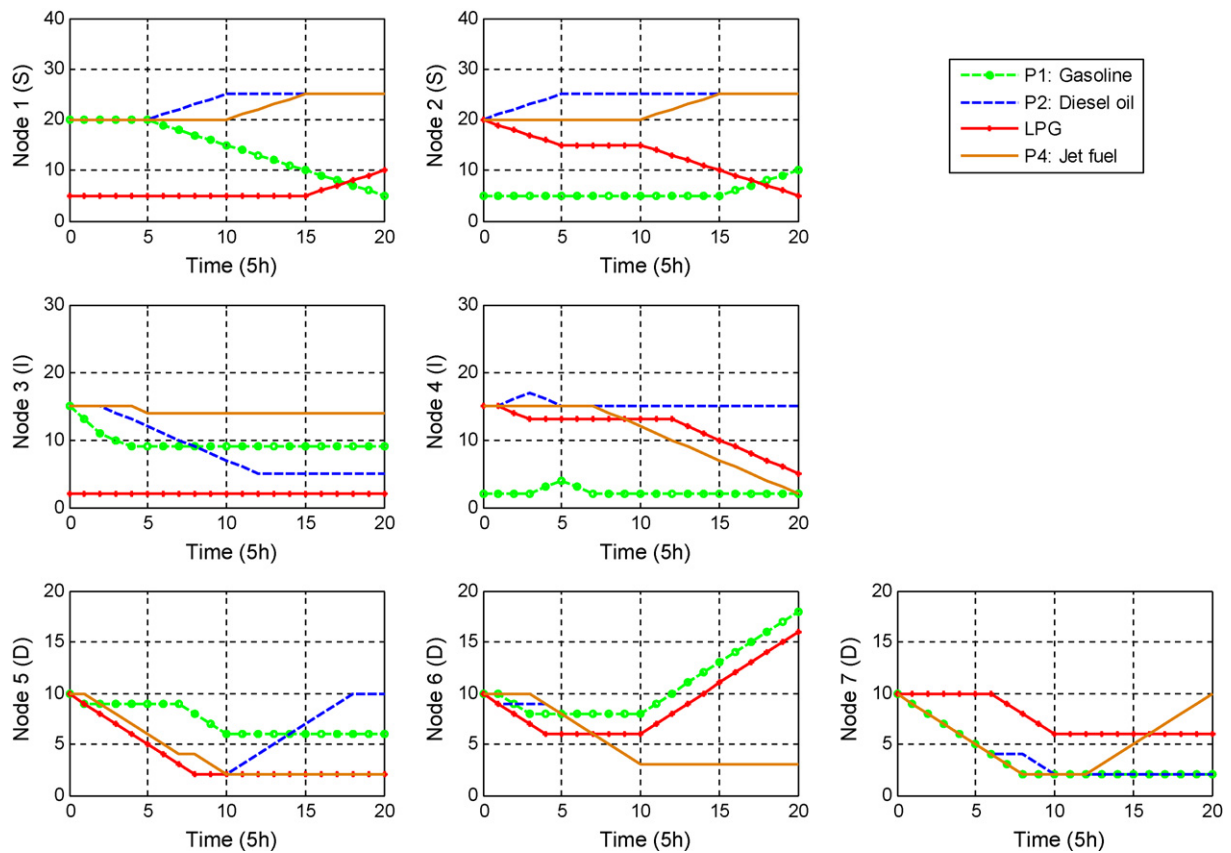 40
30
20
10
0
Node 1 (S)
0 5 10 15 20
Time (5h)
40
30
20
10
0
Node 2 (S)
0 5 10 15 20
Time (5h)
P1: Gasoline
P2: Diesel oil
LPG
P4: Jet fuel
30
20
10
0
Node 3 (I)
0 5 10 15 20
Time (5h)
30
20
10
0
Node 4 (I)
0 5 10 15 20
Time (5h)
20
15
10
5
0
Node 5 (D)
0 5 10 15 20
Time (5h)
20
15
10
5
0
Node 6 (D)
0 5 10 15 20
Time (5h)
20
15
10
5
0
Node 7 (D)
0 5 10 15 20
Time (5h)